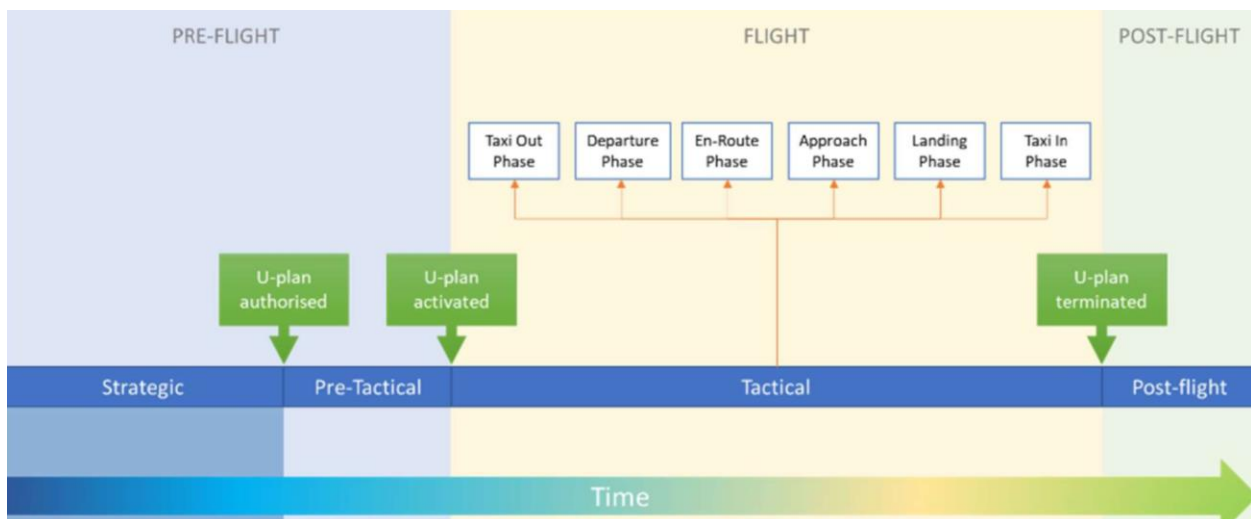 PRE-FLIGHT
FLIGHT
POST-FLIGHT
Taxi Out
Phase
Departure
Phase
En-Route
Phase
Approach
Phase
Landing
Phase
Taxi In
Phase
U-plan
authorised
U-plan
activated
U-plan
terminated
Strategic
Pre-Tactical
Tactical
Post-flight
Time